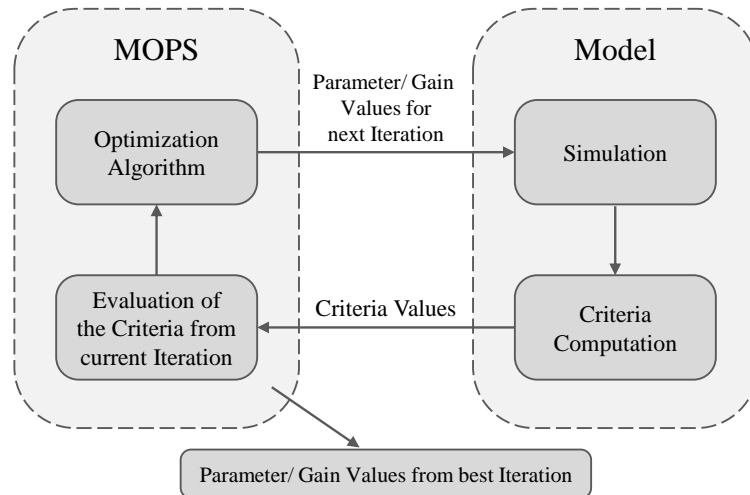 MOPS
Model
Parameter/ Gain
Values for
next Iteration
Optimization
Algorithm
Simulation
Evaluation of
the Criteria from
current Iteration
Criteria Values
Criteria
Computation
Parameter/ Gain Values from best Iteration